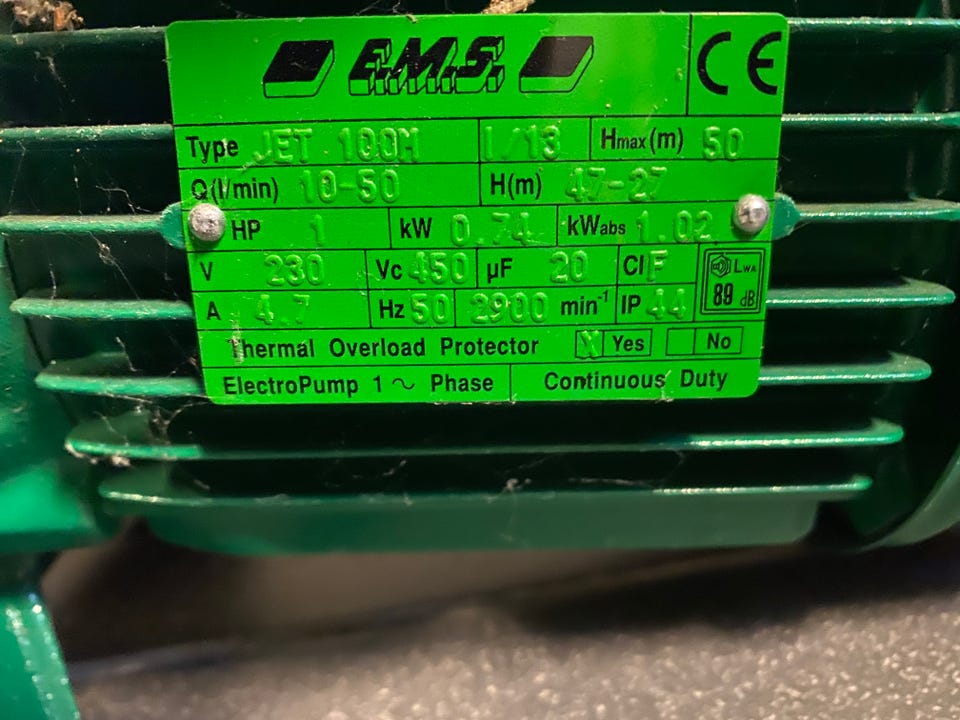 E.M.S. CE
Type JET 100M 1/13 Hmax(m) 50
Q(l/min) 10-50 H(m) 47-27
HP 1 kW 0.74 kWabs 1.02
V 230 Vc 450 µF 20 Cl F LWA
A 4.7 Hz 50 2900 min-1 IP 44 89 dB
Thermal Overload Protector X Yes No
ElectroPump 1 ~ Phase Continuous Duty